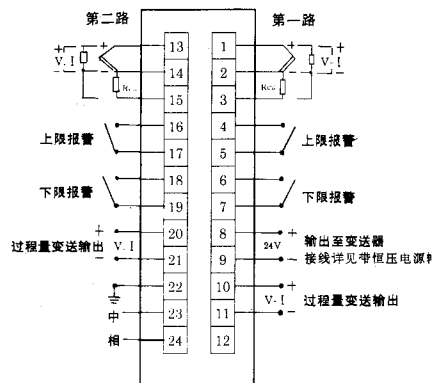 第二路 第一路
+ 13 1 +
V.I + + V.I
- 14 2 -
Rcu Rcu
15 3
16 4
上限报警 上限报警
17 5
18 6
下限报警 下限报警
19 7
+ 20 8 + 输出至变送器
过程量变送输出 V.I 24V
- 21 9 - 接线详见带恒压电源输
22 10 +
V.I 过程量变送输出
中 23 11 -
相 24 12